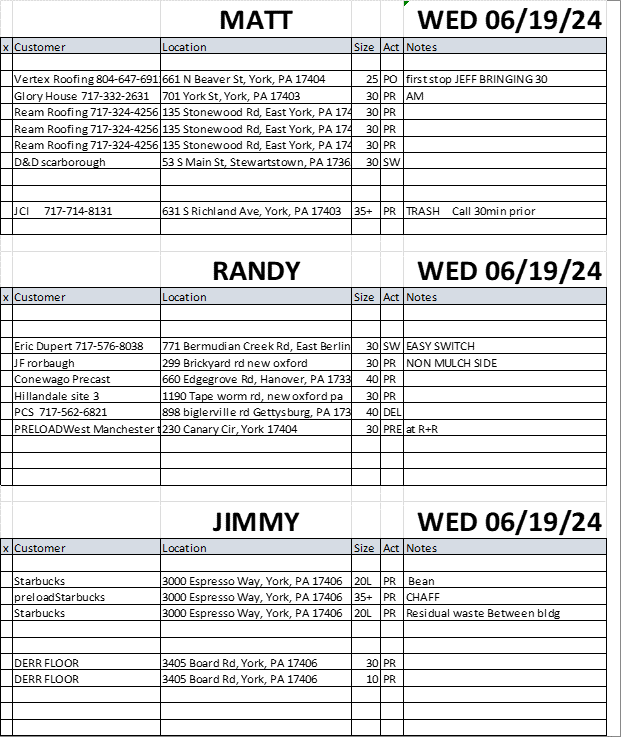 MATT WED 06/19/24
x Customer Location Size Act Notes
Vertex Roofing 804-647-691 661 N Beaver St, York, PA 17404 25 PO first stop JEFF BRINGING 30
Glory House 717-332-2631 701 York St, York, PA 17403 30 PR AM
Ream Roofing 717-324-4256 135 Stonewood Rd, East York, PA 174 30 PR
Ream Roofing 717-324-4256 135 Stonewood Rd, East York, PA 174 30 PR
Ream Roofing 717-324-4256 135 Stonewood Rd, East York, PA 174 30 PR
D&D scarborough 53 S Main St, Stewartstown, PA 1736 30 SW
JCI 717-714-8131 631 S Richland Ave, York, PA 17403 35+ PR TRASH Call 30min prior
RANDY WED 06/19/24
x Customer Location Size Act Notes
Eric Dupert 717-576-8038 771 Bermudian Creek Rd, East Berlin 30 SW EASY SWITCH
JF rorbaugh 299 Brickyard rd new oxford 30 PR NON MULCH SIDE
Conewago Precast 660 Edgegrove Rd, Hanover, PA 1733 40 PR
Hillandale site 3 1190 Tape worm rd, new oxford pa 30 PR
PCS 717-562-6821 898 biglerville rd Gettysburg, PA 173 40 DEL
PRELOADWest Manchester t 230 Canary Cir, York 17404 30 PRE at R+R
JIMMY WED 06/19/24
x Customer Location Size Act Notes
Starbucks 3000 Espresso Way, York, PA 17406 20L PR Bean
preloadStarbucks 3000 Espresso Way, York, PA 17406 35+ PR CHAFF
Starbucks 3000 Espresso Way, York, PA 17406 20L PR Residual waste Between bldg
DERR FLOOR 3405 Board Rd, York, PA 17406 30 PR
DERR FLOOR 3405 Board Rd, York, PA 17406 10 PR